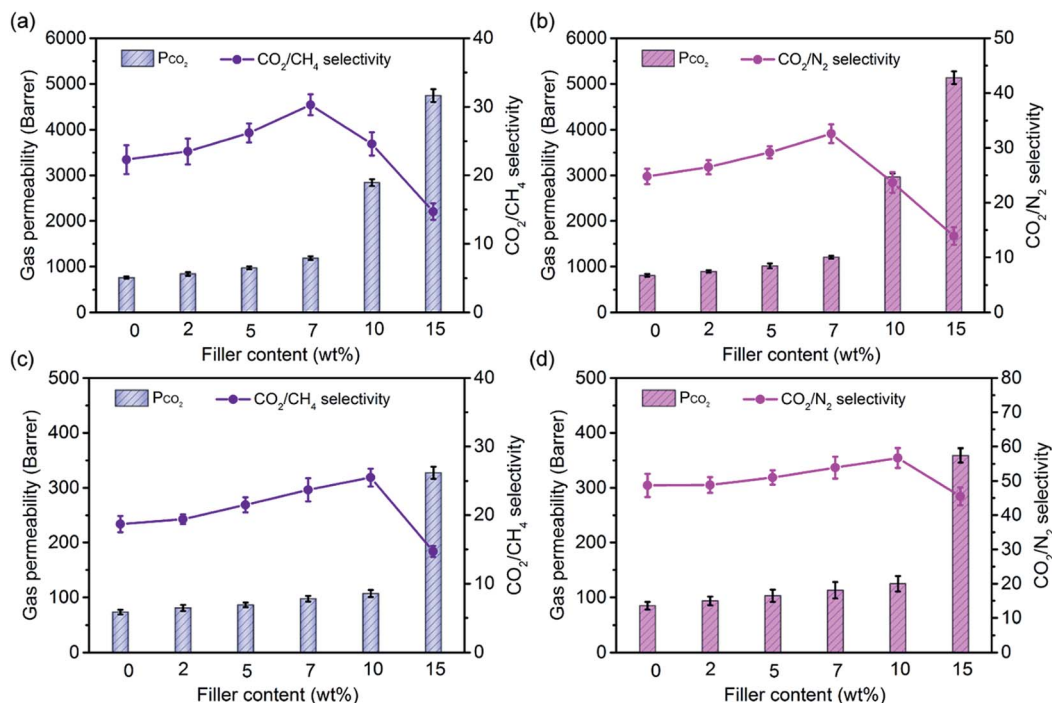 (a)
Pco₂
CO₂/CH₄ selectivity
6000
5000
4000
3000
2000
1000
0
Gas permeability (Barrer)
40
30
20
10
0
CO₂/CH₄ selectivity
0 2 5 7 10 15
Filler content (wt%)
(b)
Pco₂
CO₂/N₂ selectivity
6000
5000
4000
3000
2000
1000
0
Gas permeability (Barrer)
50
40
30
20
10
0
CO₂/N₂ selectivity
0 2 5 7 10 15
Filler content (wt%)
(c)
Pco₂
CO₂/CH₄ selectivity
500
400
300
200
100
0
Gas permeability (Barrer)
40
30
20
10
0
CO₂/CH₄ selectivity
0 2 5 7 10 15
Filler content (wt%)
(d)
Pco₂
CO₂/N₂ selectivity
500
400
300
200
100
0
Gas permeability (Barrer)
80
70
60
50
40
30
20
10
0
CO₂/N₂ selectivity
0 2 5 7 10 15
Filler content (wt%)